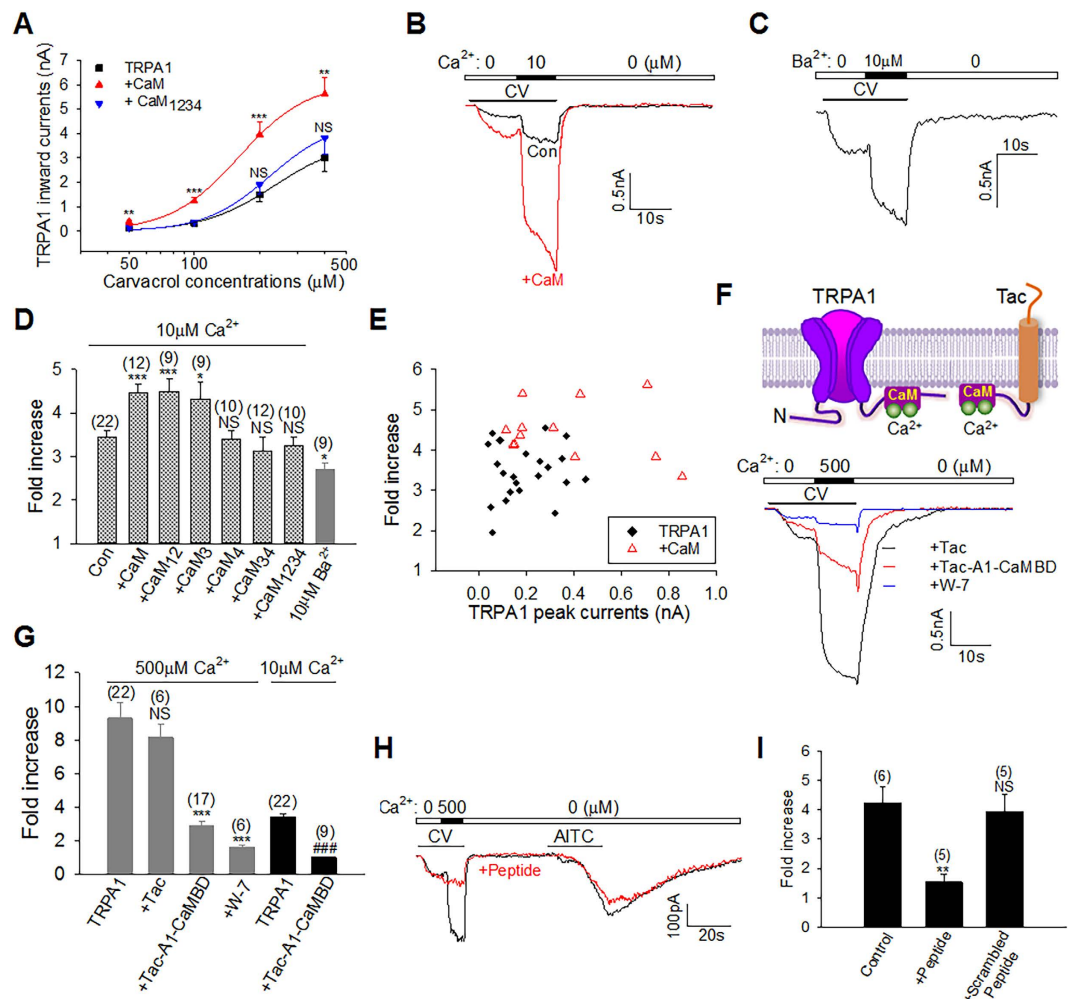 A
TRPA1 inward currents (nA)
7
6
5
4
3
2
1
0
TRPA1
+CaM
+ CaM1234
**
***
***
**
NS
NS
50
100
500
Carvacrol concentrations (µM)
B
Ca2+: 0 10 0 (µM)
CV
Con
+CaM
0.5nA
10s
C
Ba2+: 0 10µM 0
CV
10s
0.5nA
D
10µM Ca2+
Fold increase
5
4
3
2
1
(22)
(12)
***
(9)
***
(9)
*
(10)
NS
(12)
NS
(10)
NS
(9)
*
Con
+CaM
+CaM12
+CaM3
+CaM4
+CaM34
+CaM1234
10µM Ba2+
E
Fold increase
6
5
4
3
2
1
TRPA1
+CaM
0.0 0.2 0.4 0.6 0.8 1.0
TRPA1 peak currents (nA)
F
TRPA1
Tac
N
CaM
CaM
Ca2+
Ca2+
Ca2+: 0 500 0 (µM)
CV
+Tac
+Tac-A1-CaMBD
+W-7
0.5nA
10s
G
500µM Ca2+ 10µM Ca2+
Fold increase
12
10
8
6
4
2
0
(22)
(6)
NS
(17)
***
(6)
***
(22)
(9)
###
TRPA1
+Tac
+Tac-A1-CaMBD
+W-7
TRPA1
+Tac-A1-CaMBD
H
Ca2+: 0 500 0 (µM)
CV
AITC
+Peptide
100pA
20s
I
Fold increase
6
5
4
3
2
1
0
(6)
(5)
**
(5)
NS
Control
+Peptide
+Scrambled
Peptide